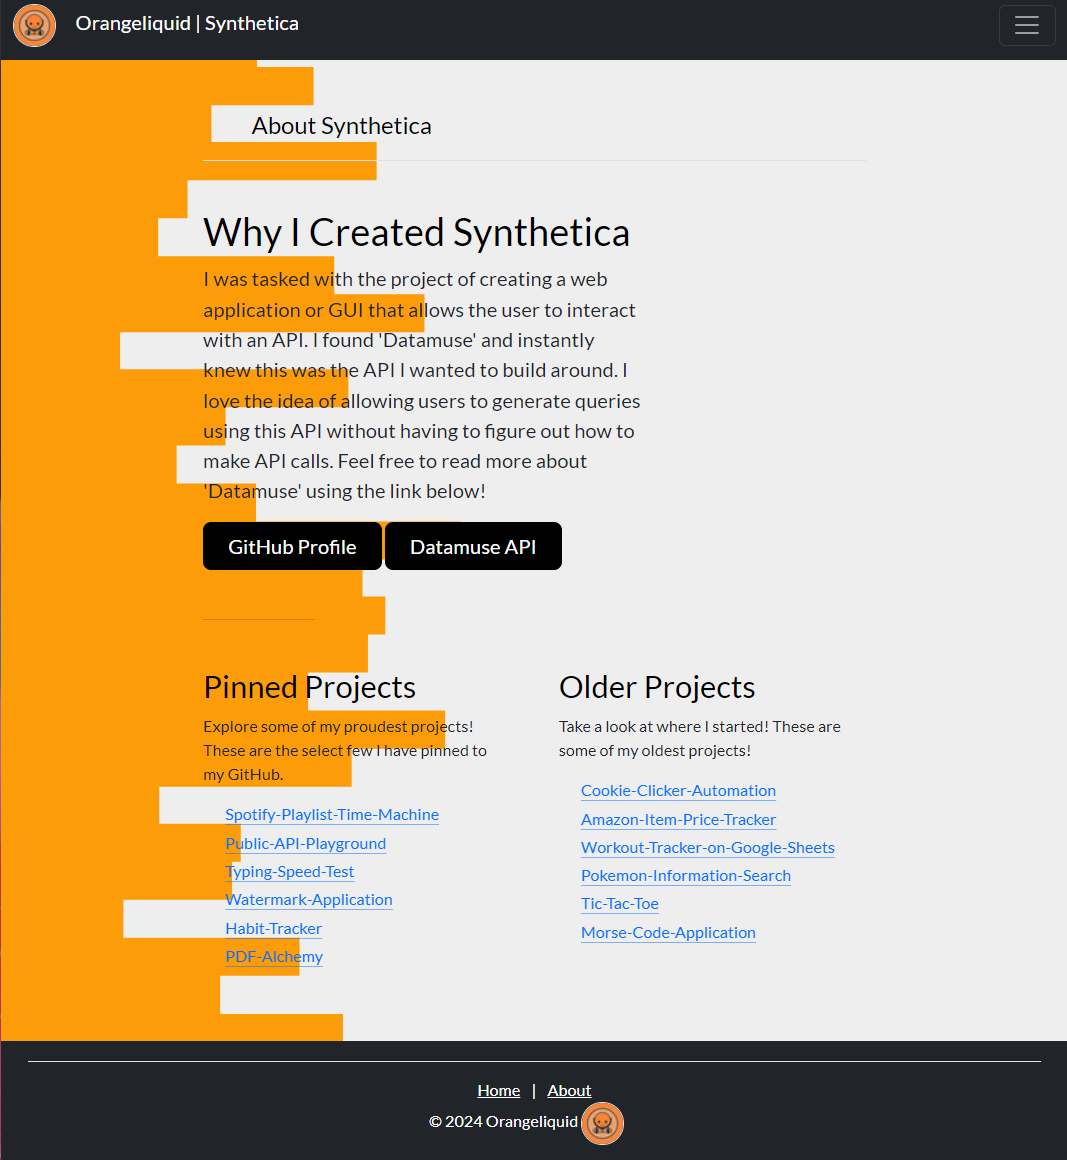 Orangeliquid | Synthetica
About Synthetica
Why I Created Synthetica
I was tasked with the project of creating a web
application or GUI that allows the user to interact
with an API. I found 'Datamuse' and instantly
knew this was the API I wanted to build around. I
love the idea of allowing users to generate queries
using this API without having to figure out how to
make API calls. Feel free to read more about
'Datamuse' using the link below!
GitHub Profile
Datamuse API
Pinned Projects
Explore some of my proudest projects!
These are the select few I have pinned to
my GitHub.
Spotify-Playlist-Time-Machine
Public-API-Playground
Typing-Speed-Test
Watermark-Application
Habit-Tracker
PDF-Alchemy
Older Projects
Take a look at where I started! These are
some of my oldest projects!
Cookie-Clicker-Automation
Amazon-Item-Price-Tracker
Workout-Tracker-on-Google-Sheets
Pokemon-Information-Search
Tic-Tac-Toe
Morse-Code-Application
Home | About
© 2024 Orangeliquid